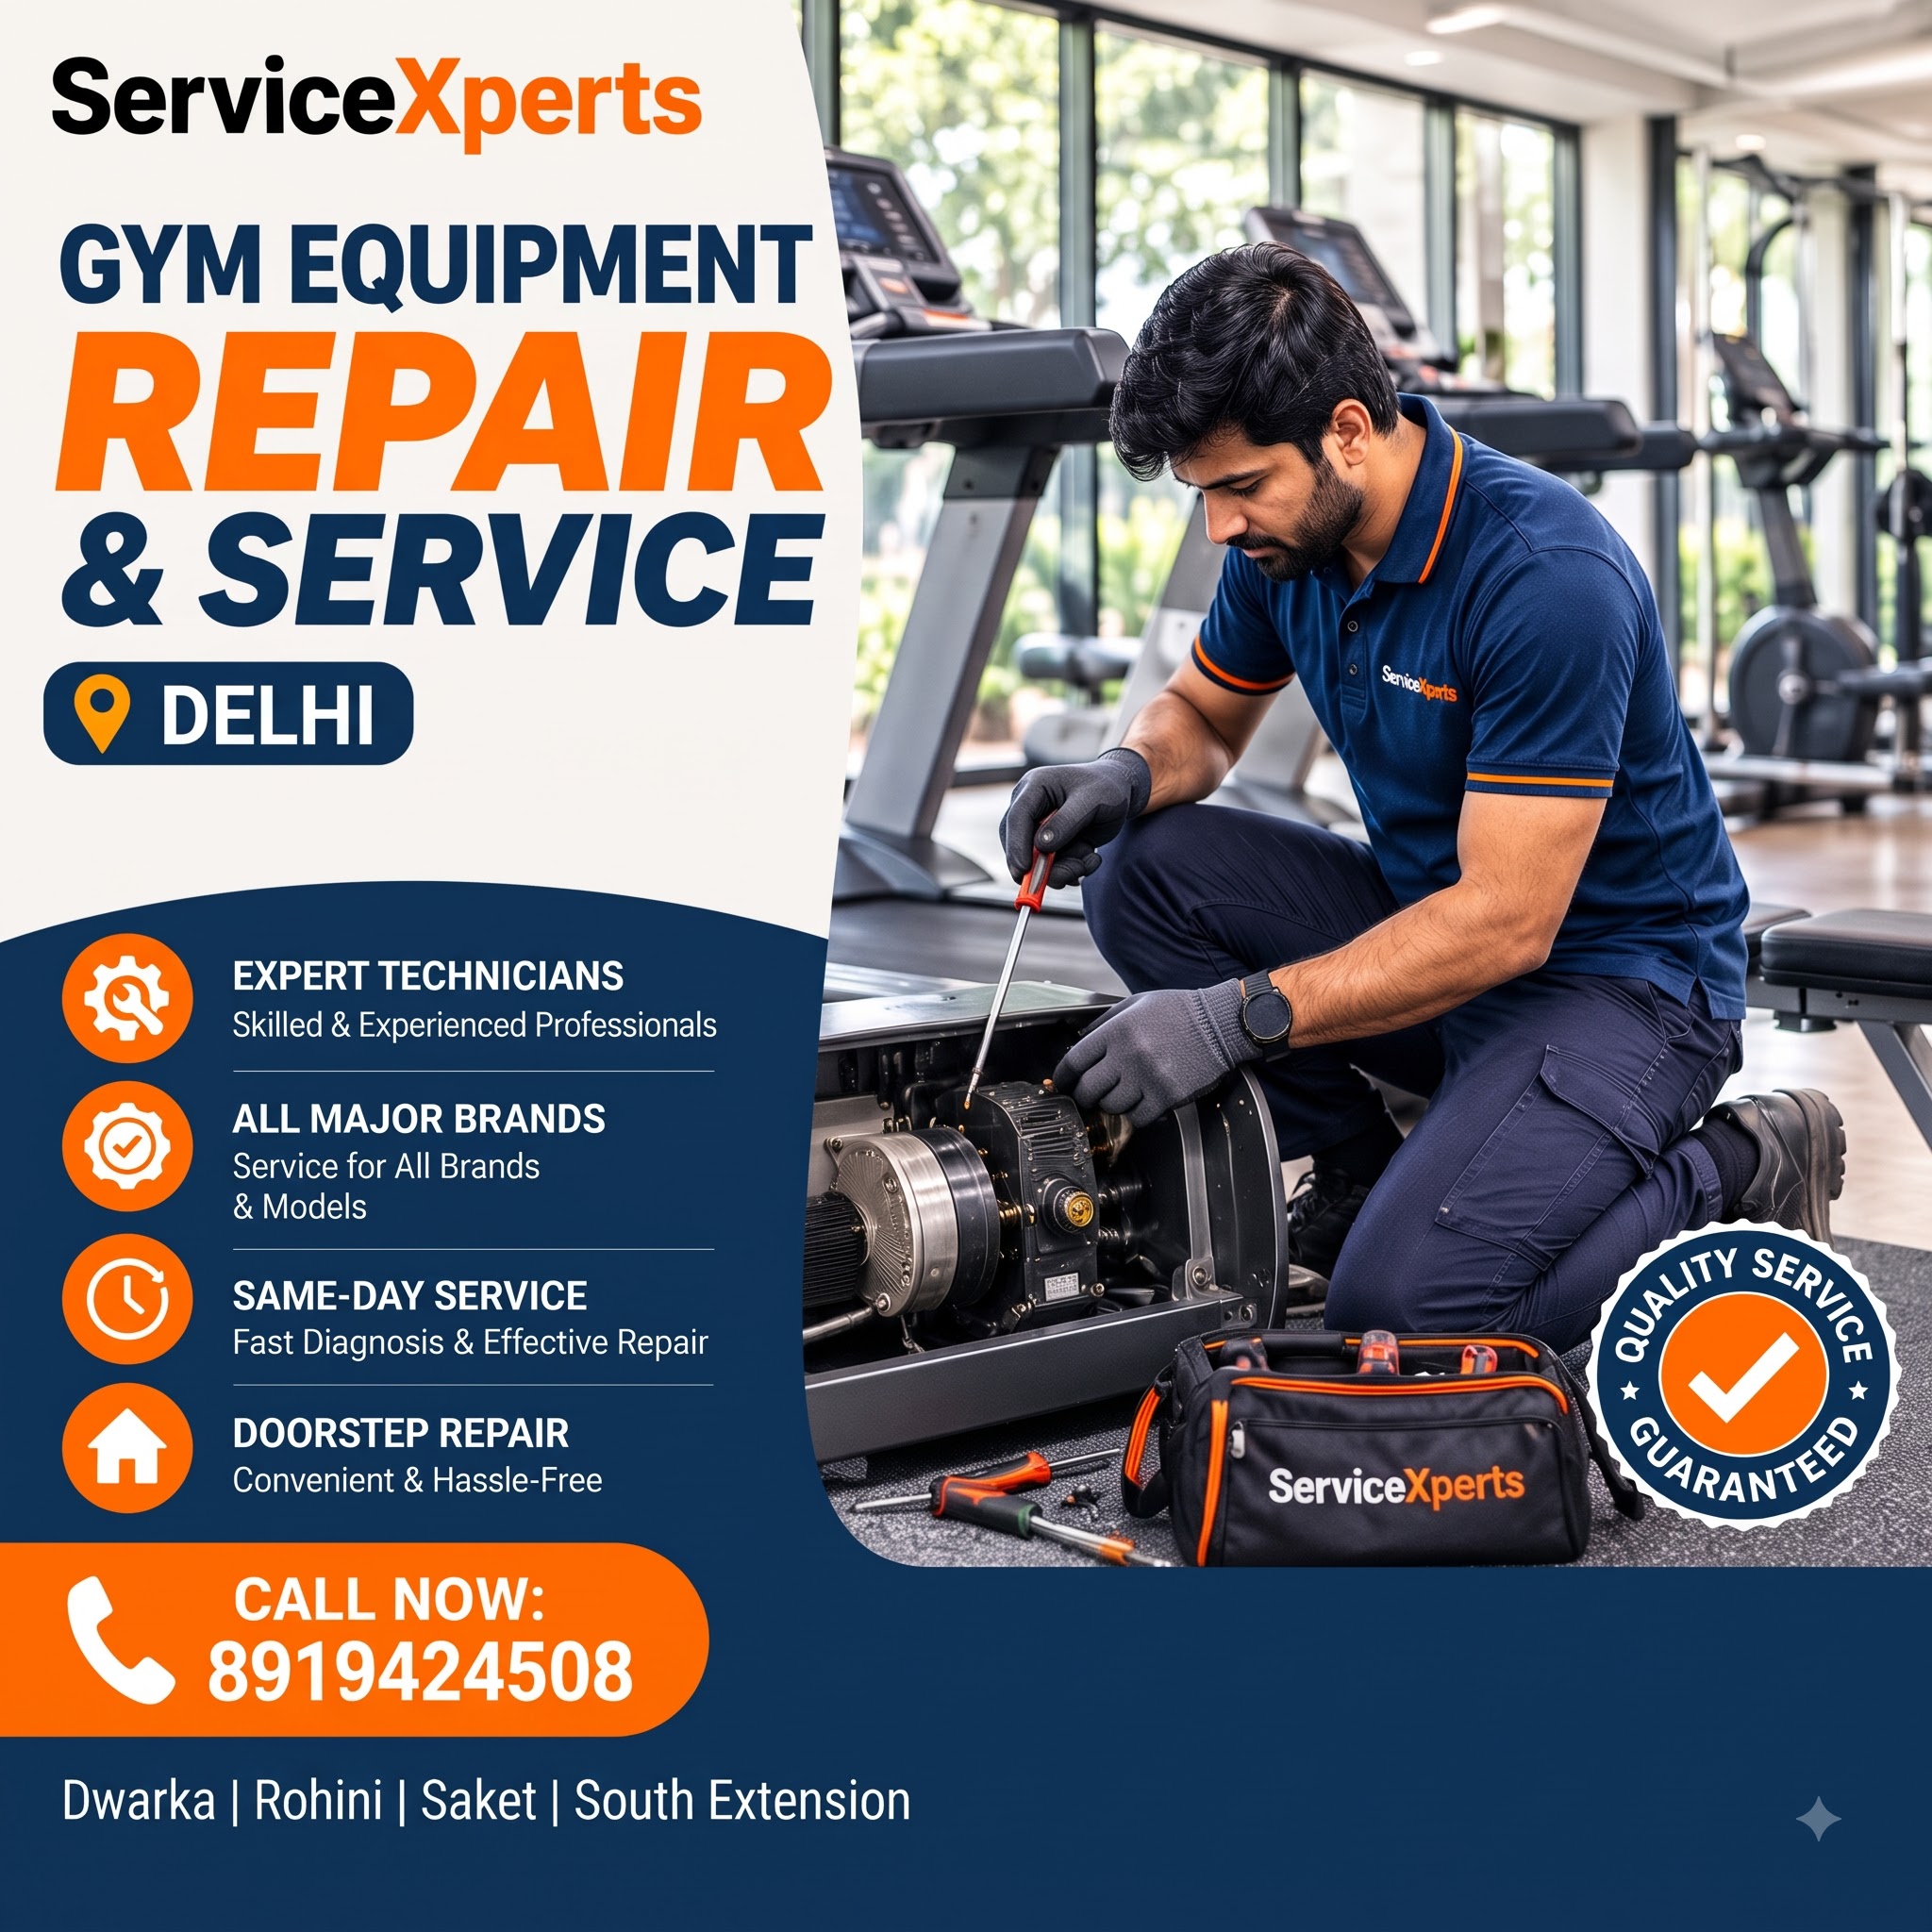 ServiceXperts
GYM EQUIPMENT
REPAIR
& SERVICE
DELHI
EXPERT TECHNICIANS
Skilled & Experienced Professionals
ALL MAJOR BRANDS
Service for All Brands
& Models
SAME-DAY SERVICE
Fast Diagnosis & Effective Repair
DOORSTEP REPAIR
Convenient & Hassle-Free
CALL NOW:
8919424508
Dwarka | Rohini | Saket | South Extension
ServiceXperts
ServiceXperts
QUALITY SERVICE
GUARANTEED